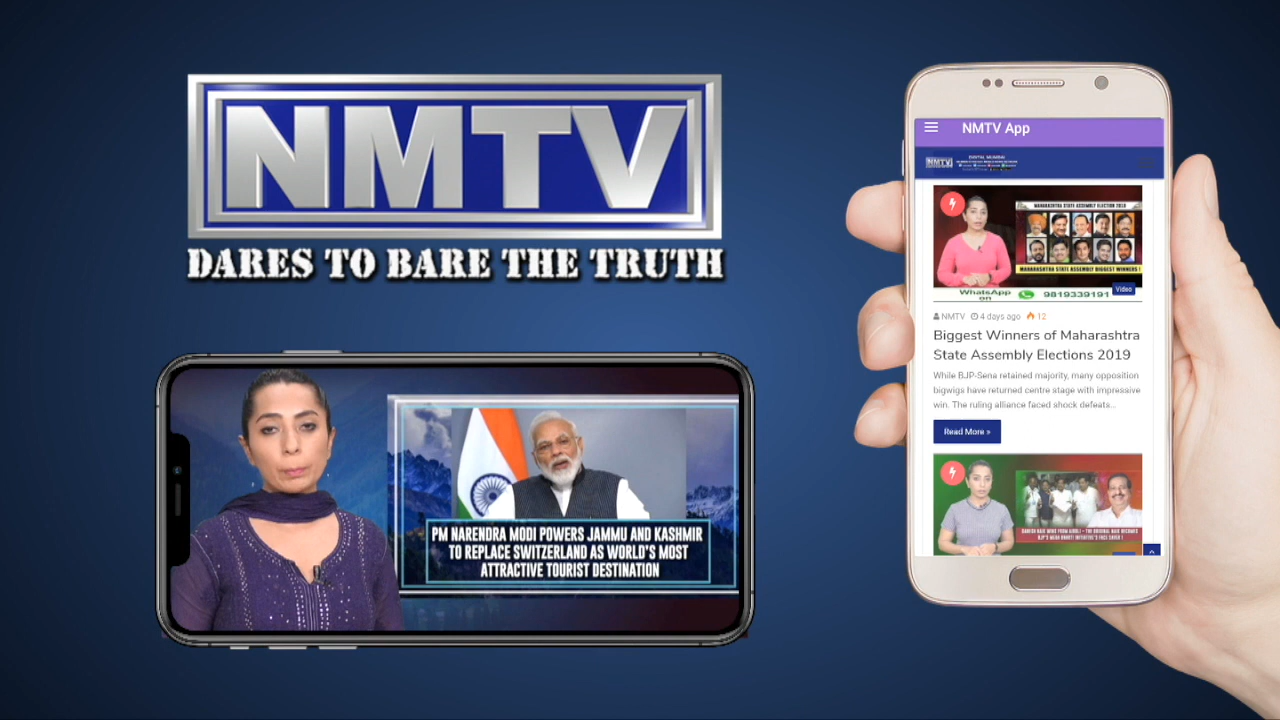 NMTV
DARES TO BARE THE TRUTH
PM NARENDRA MODI POWERS JAMMU AND KASHMIR
TO REPLACE SWITZERLAND AS WORLD'S MOST
ATTRACTIVE TOURIST DESTINATION
NMTV App
NMTV
DIGITAL MUMBAI
MAHARASHTRA STATE ASSEMBLY ELECTION 2019
MAHARASHTRA STATE ASSEMBLY BIGGEST WINNERS !
WhatsApp
on
9819339191
Video
NMTV 4 days ago 12
Biggest Winners of Maharashtra
State Assembly Elections 2019
While BJP-Sena retained majority, many opposition
bigwigs have returned centre stage with impressive
win. The ruling alliance faced shock defeats...
Read More »